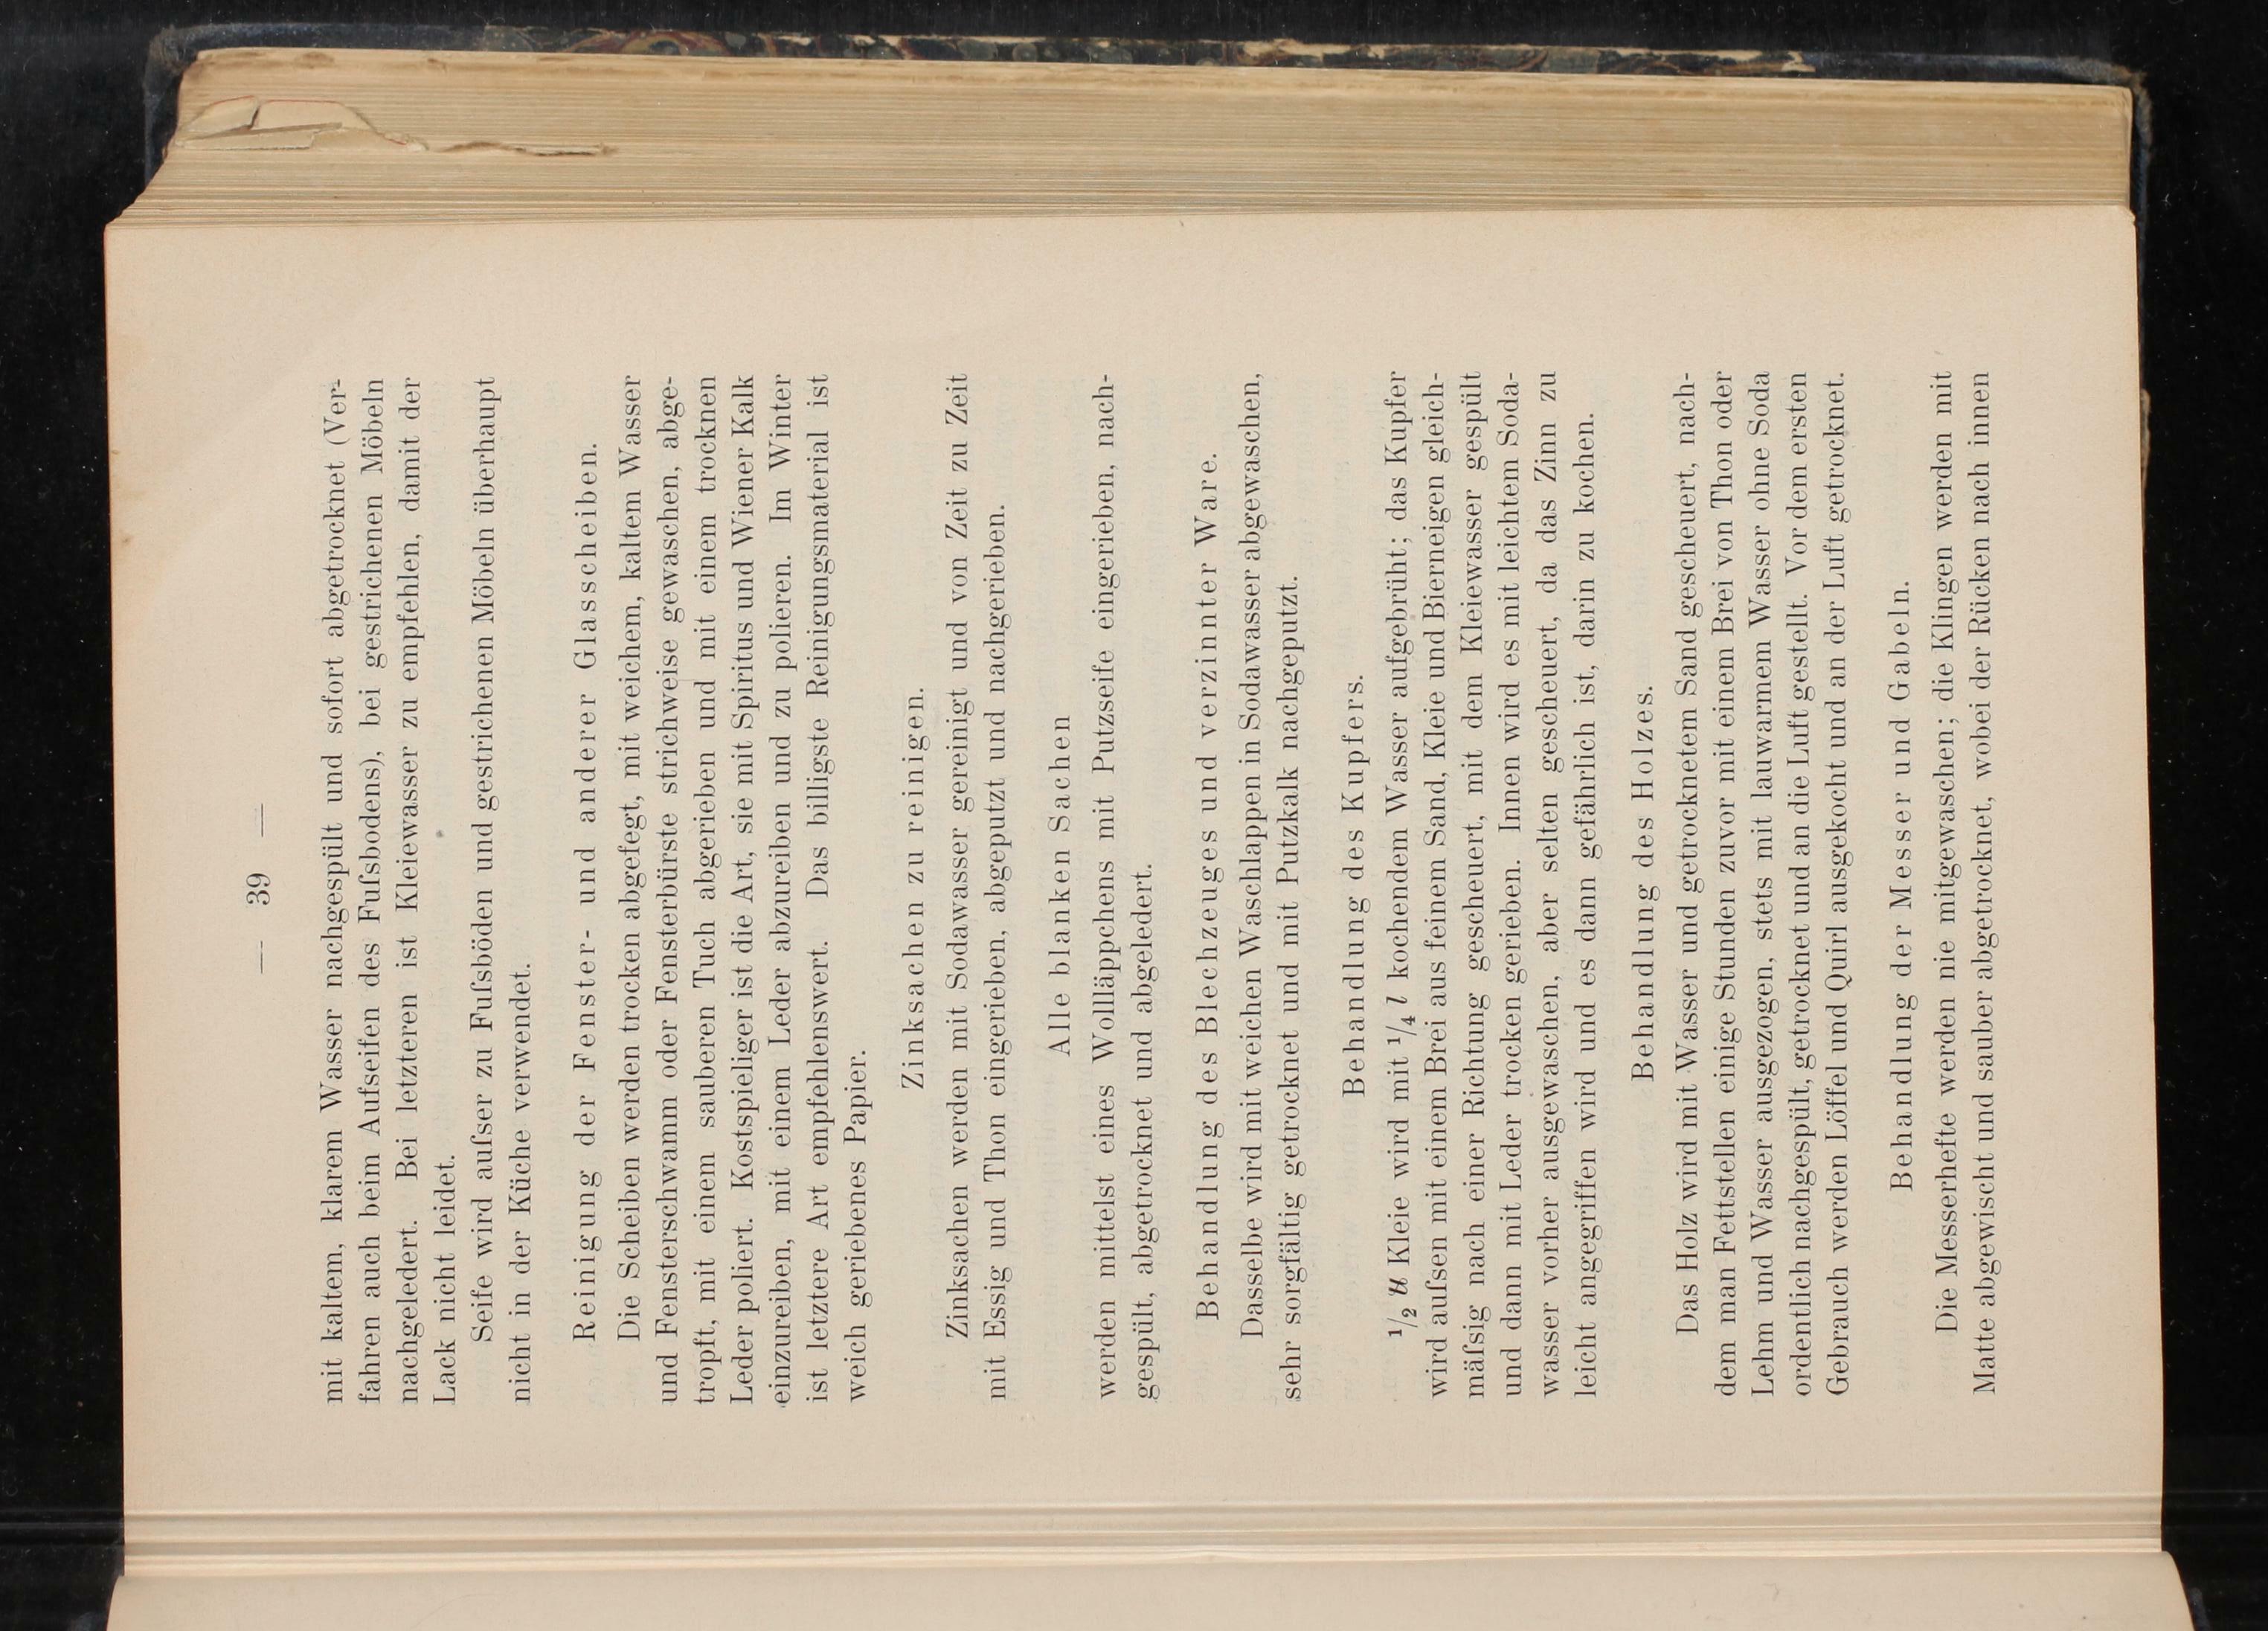 — 39 —
mit kaltem, klarem Wasser nachgespült und sofort abgetrocknet (Ver-
fahren auch beim Aufseifen des Fuſsbodens), bei gestrichenen Möbeln
nachgeledert. Bei letzteren ist Kleiewasser zu empfehlen, damit der
Lack nicht leidet.
Seife wird auſser zu Fuſsböden und gestrichenen Möbeln überhaupt
nicht in der Küche verwendet.
Reinigung der Fenster- und anderer Glasscheiben.
Die Scheiben werden trocken abgefegt, mit weichem, kaltem Wasser
und Fensterschwamm oder Fensterbürste strichweise gewaschen, abge-
tropft, mit einem sauberen Tuch abgerieben und mit einem trocknen
Leder poliert. Kostspieliger ist die Art, sie mit Spiritus und Wiener Kalk
einzureiben, mit einem Leder abzureiben und zu polieren. Im Winter
ist letztere Art empfehlenswert. Das billigste Reinigungsmaterial ist
weich geriebenes Papier.
Zinksachen zu reinigen.
Zinksachen werden mit Sodawasser gereinigt und von Zeit zu Zeit
mit Essig und Thon eingerieben, abgeputzt und nachgerieben.
Alle blanken Sachen
werden mittelst eines Wolläppchens mit Putzseife eingerieben, nach-
gespült, abgetrocknet und abgeledert.
Behandlung des Blechzeuges und verzinnter Ware.
Dasselbe wird mit weichen Waschlappen in Sodawasser abgewaschen,
sehr sorgfältig getrocknet und mit Putzkalk nachgeputzt.
Behandlung des Kupfers.
1/2 ℔ Kleie wird mit 1/4 l kochendem Wasser aufgebrüht; das Kupfer
wird auſsen mit einem Brei aus feinem Sand, Kleie und Bierneigen gleich-
mäſsig nach einer Richtung gescheuert, mit dem Kleiewasser gespült
und dann mit Leder trocken gerieben. Innen wird es mit leichtem Soda-
wasser vorher ausgewaschen, aber selten gescheuert, da das Zinn zu
leicht angegriffen wird und es dann gefährlich ist, darin zu kochen.
Behandlung des Holzes.
Das Holz wird mit Wasser und getrocknetem Sand gescheuert, nach-
dem man Fettstellen einige Stunden zuvor mit einem Brei von Thon oder
Lehm und Wasser ausgezogen, stets mit lauwarmem Wasser ohne Soda
ordentlich nachgespült, getrocknet und an die Luft gestellt. Vor dem ersten
Gebrauch werden Löffel und Quirl ausgekocht und an der Luft getrocknet.
Behandlung der Messer und Gabeln.
Die Messerhefte werden nie mitgewaschen; die Klingen werden mit
Matte abgewischt und sauber abgetrocknet, wobei der Rücken nach innen